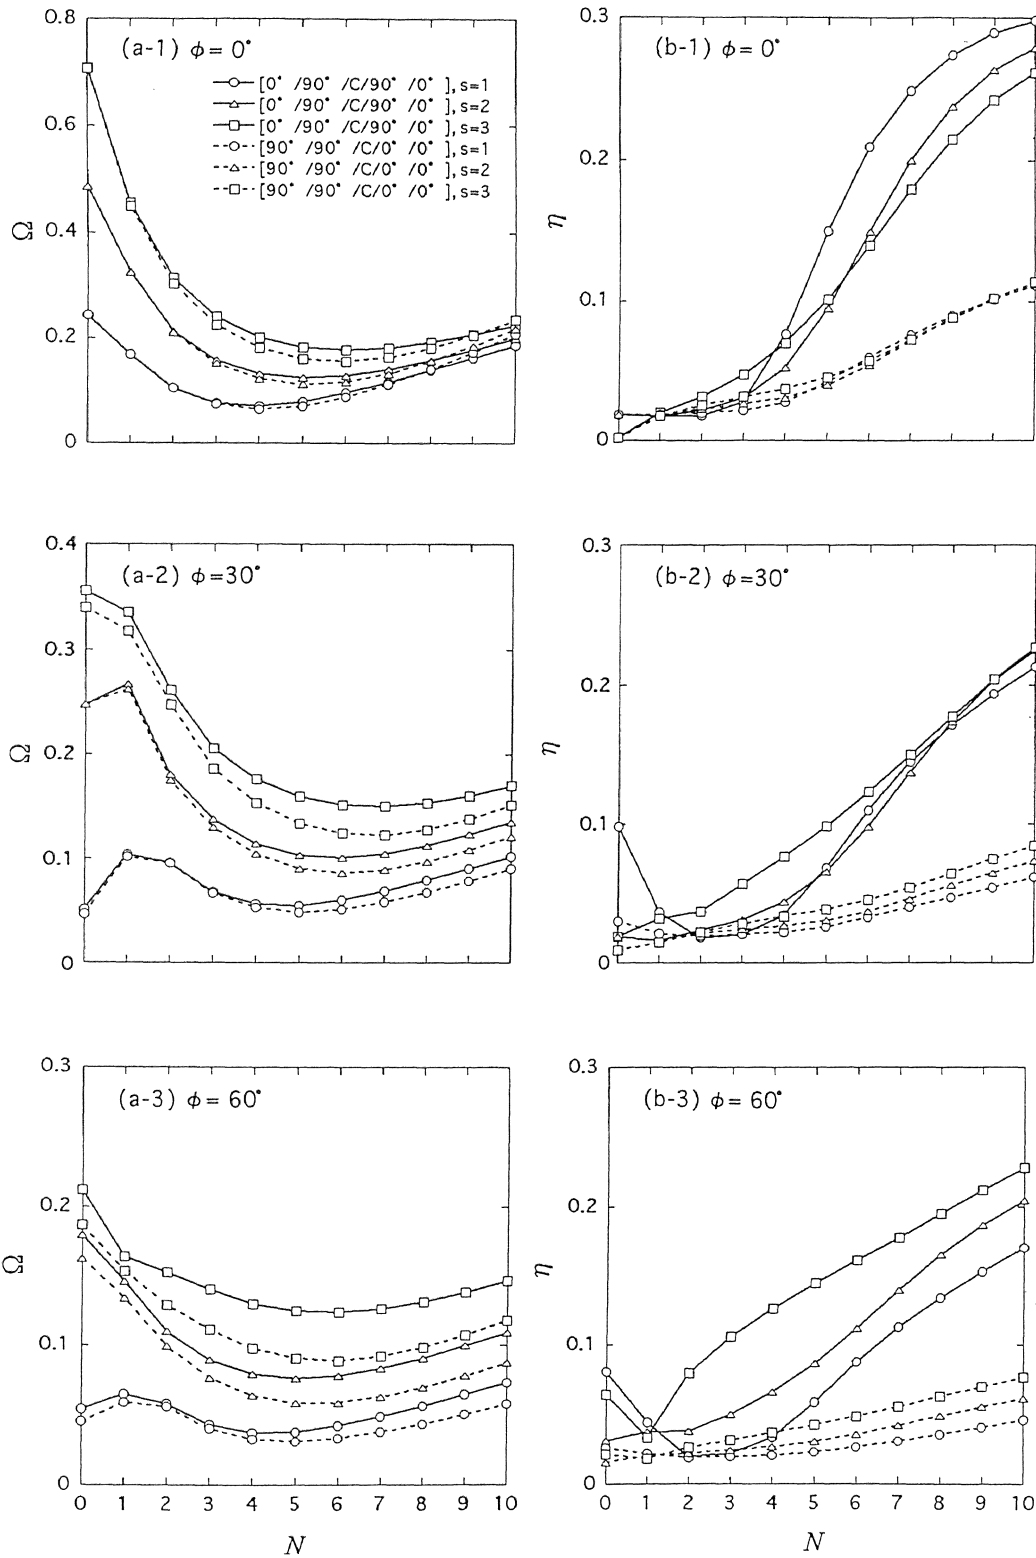 0.8
0.6
0.4
0.2
0
Ω
(a-1) ϕ= 0°
[0° /90° /C/90° /0° ], s=1
[0° /90° /C/90° /0° ], s=2
[0° /90° /C/90° /0° ], s=3
[90° /90° /C/0° /0° ], s=1
[90° /90° /C/0° /0° ], s=2
[90° /90° /C/0° /0° ], s=3
0.3
0.2
0.1
0
η
(b-1) ϕ= 0°
0.4
0.3
0.2
0.1
0
Ω
(a-2) ϕ=30°
0.3
0.2
0.1
0
η
(b-2) ϕ=30°
0.3
0.2
0.1
0
Ω
(a-3) ϕ= 60°
0 1 2 3 4 5 6 7 8 9 10
N
0.3
0.2
0.1
0
η
(b-3) ϕ= 60°
0 1 2 3 4 5 6 7 8 9 10
N